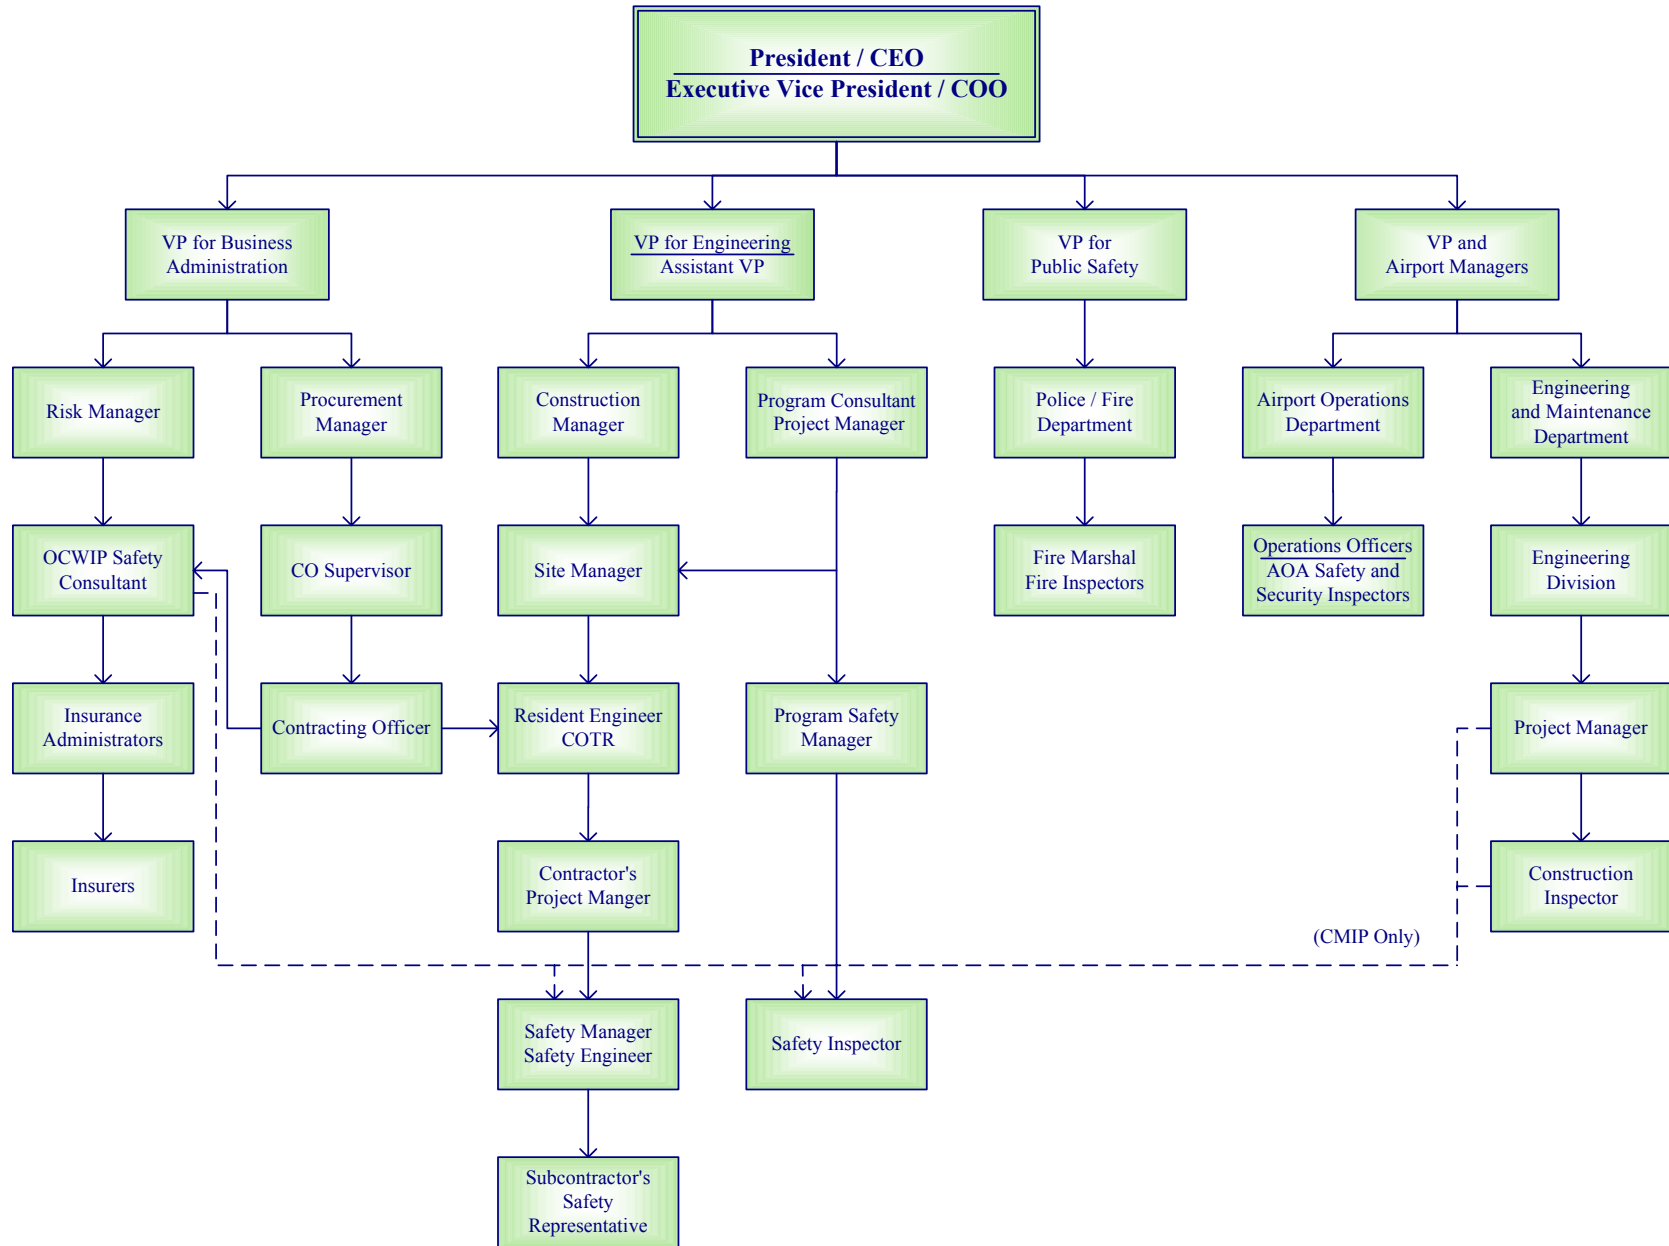 President / CEO
Executive Vice President / COO
VP for Business
Administration
VP for Engineering
Assistant VP
VP for
Public Safety
VP and
Airport Managers
Risk Manager
Procurement
Manager
Construction
Manager
Program Consultant
Project Manager
Police / Fire
Department
Airport Operations
Department
Engineering
and Maintenance
Department
OCWIP Safety
Consultant
CO Supervisor
Site Manager
Fire Marshal
Fire Inspectors
Operations Officers
AOA Safety and
Security Inspectors
Engineering
Division
Insurance
Administrators
Contracting Officer
Resident Engineer
COTR
Program Safety
Manager
Project Manager
Insurers
Contractor's
Project Manger
Construction
Inspector
(CMIP Only)
Safety Manager
Safety Engineer
Safety Inspector
Subcontractor's
Safety
Representative